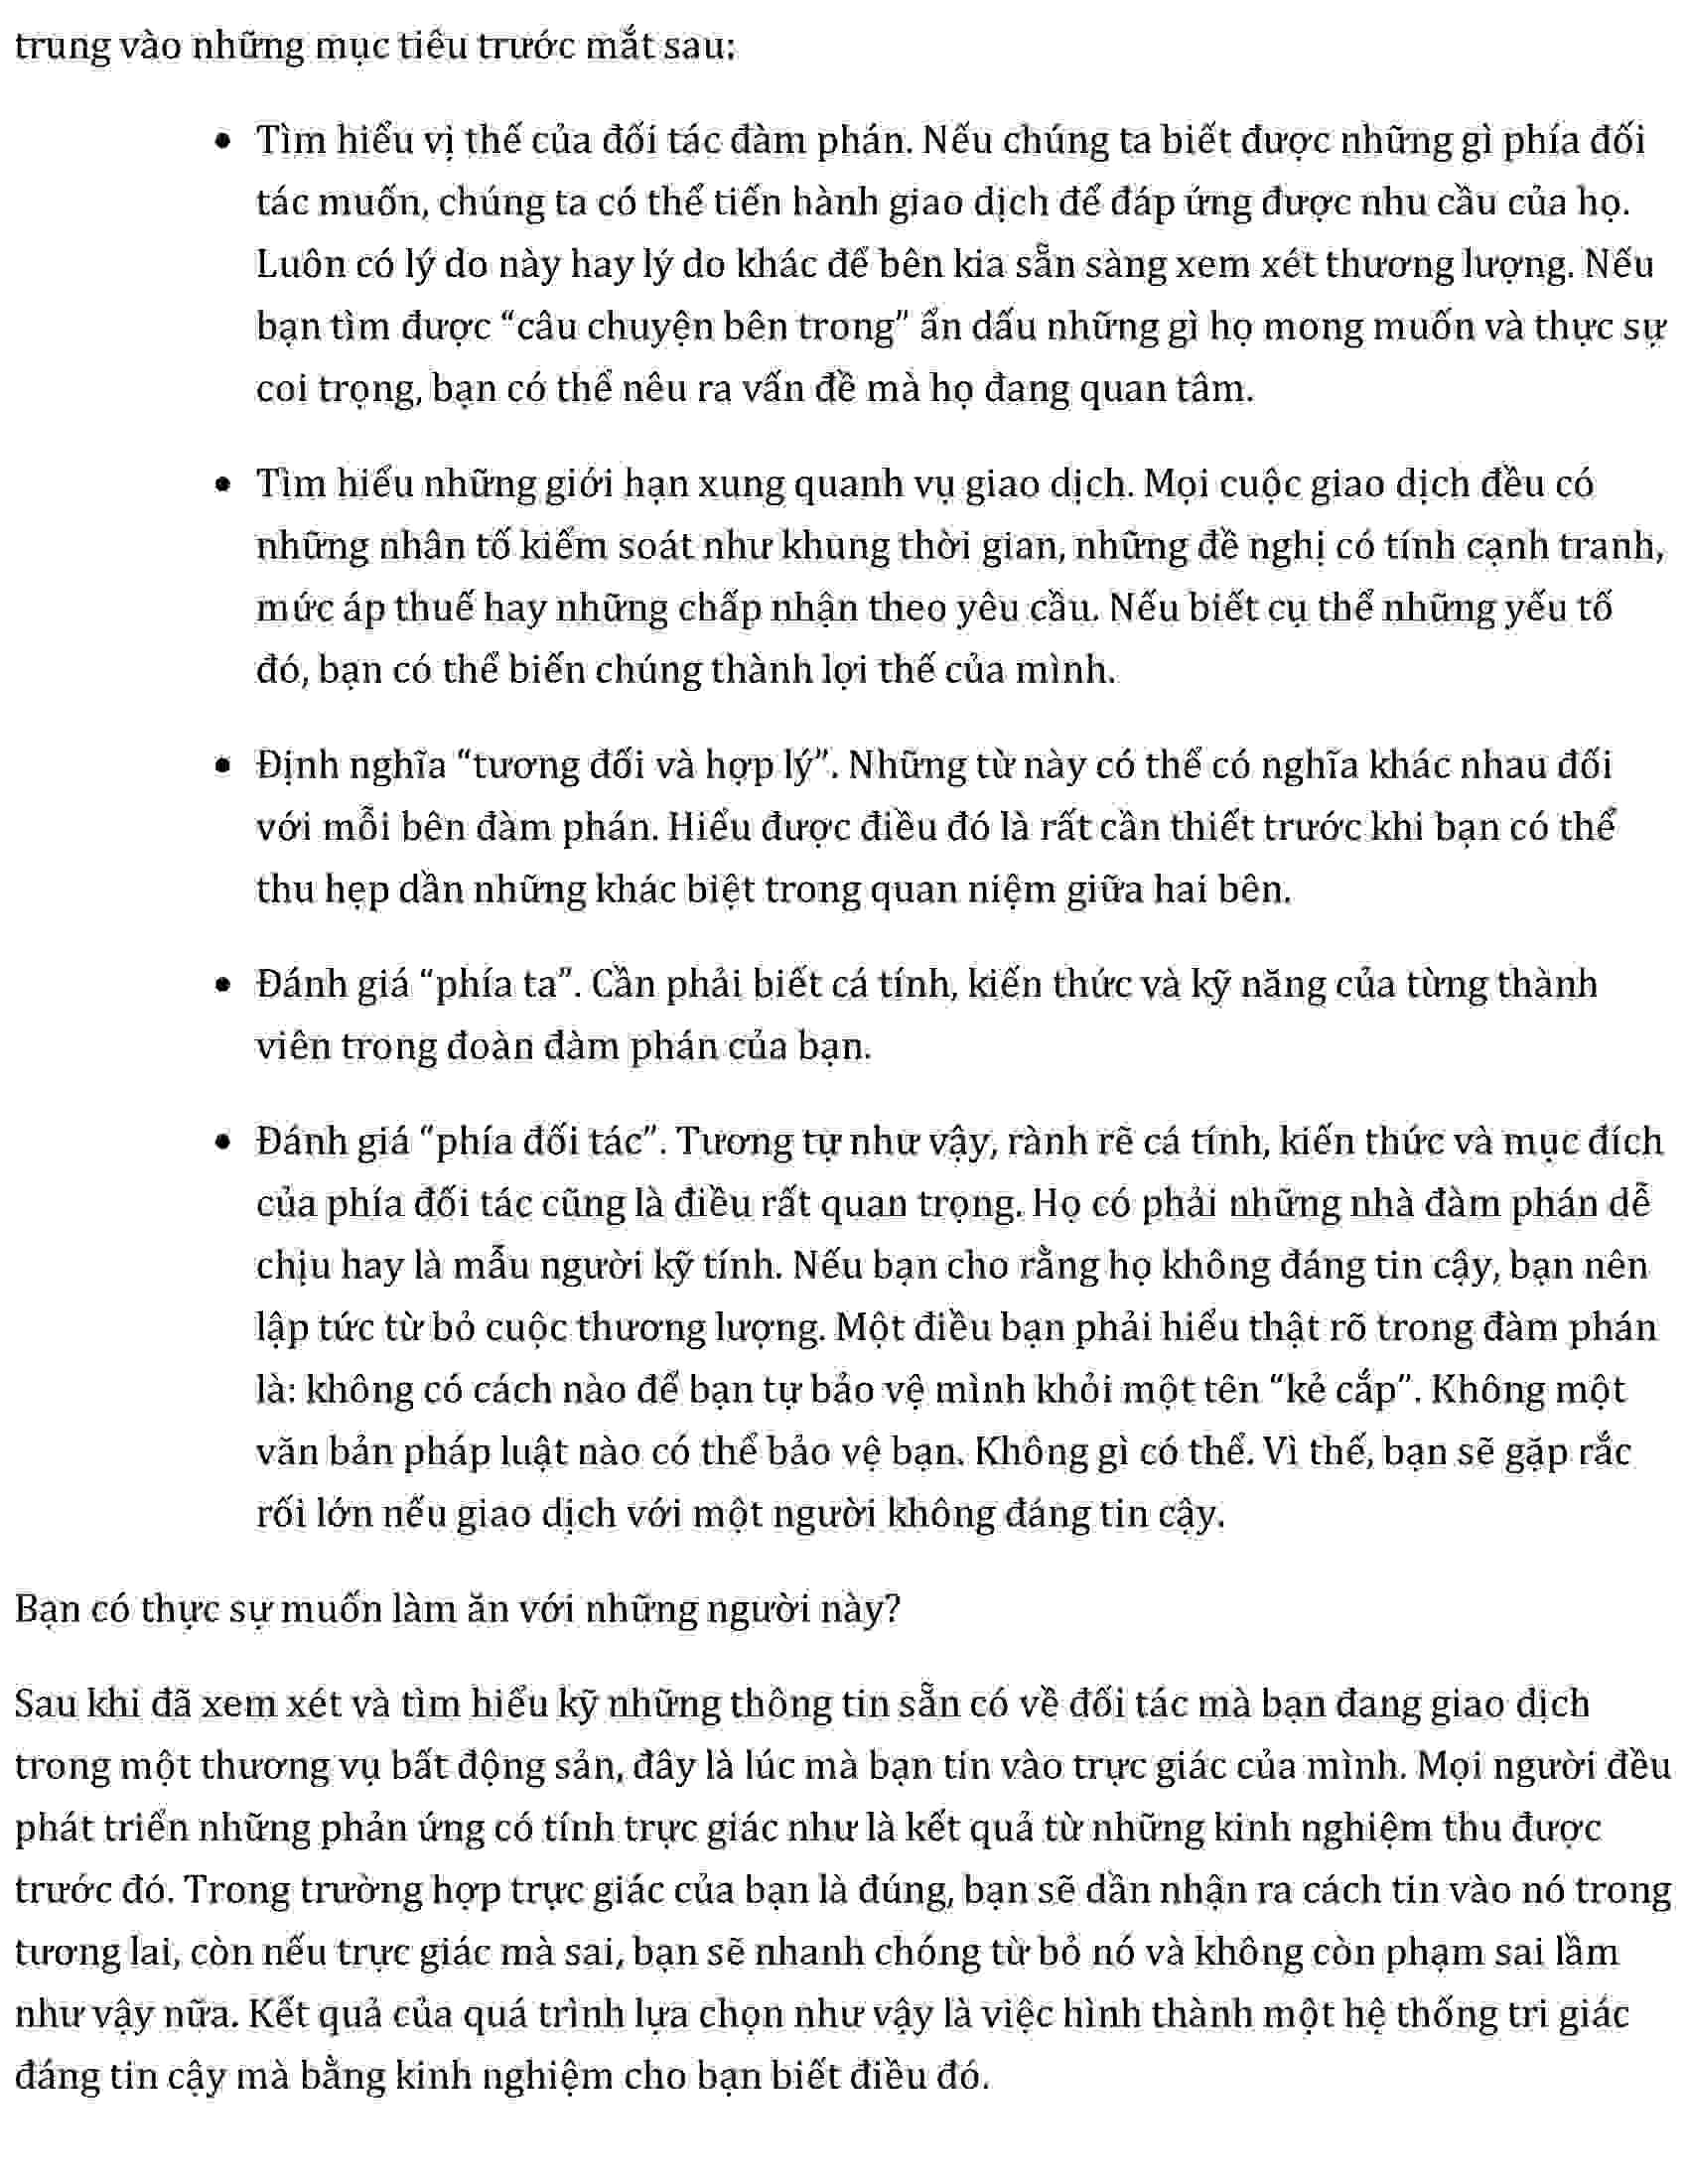 trung vào những mục tiêu trước mắt sau:
• Tìm hiểu vị thế của đối tác đàm phán. Nếu chúng ta biết được những gì phía đối
tác muốn, chúng ta có thể tiến hành giao dịch để đáp ứng được nhu cầu của họ.
Luôn có lý do này hay lý do khác để bên kia sẵn sàng xem xét thương lượng. Nếu
bạn tìm được “câu chuyện bên trong” ẩn dấu những gì họ mong muốn và thực sự
coi trọng, bạn có thể nêu ra vấn đề mà họ đang quan tâm.
• Tìm hiểu những giới hạn xung quanh vụ giao dịch. Mọi cuộc giao dịch đều có
những nhân tố kiểm soát như khung thời gian, những đề nghị có tính cạnh tranh,
mức áp thuế hay những chấp nhận theo yêu cầu. Nếu biết cụ thể những yếu tố
đó, bạn có thể biến chúng thành lợi thế của mình.
• Định nghĩa “tương đối và hợp lý”. Những từ này có thể có nghĩa khác nhau đối
với mỗi bên đàm phán. Hiểu được điều đó là rất cần thiết trước khi bạn có thể
thu hẹp dần những khác biệt trong quan niệm giữa hai bên.
• Đánh giá “phía ta”. Cần phải biết cá tính, kiến thức và kỹ năng của từng thành
viên trong đoàn đàm phán của bạn.
• Đánh giá “phía đối tác”. Tương tự như vậy, rành rẽ cá tính, kiến thức và mục đích
của phía đối tác cũng là điều rất quan trọng. Họ có phải những nhà đàm phán dễ
chịu hay là mẫu người kỹ tính. Nếu bạn cho rằng họ không đáng tin cậy, bạn nên
lập tức từ bỏ cuộc thương lượng. Một điều bạn phải hiểu thật rõ trong đàm phán
là: không có cách nào để bạn tự bảo vệ mình khỏi một tên “kẻ cắp”. Không một
văn bản pháp luật nào có thể bảo vệ bạn. Không gì có thể. Vì thế, bạn sẽ gặp rắc
rối lớn nếu giao dịch với một người không đáng tin cậy.
Bạn có thực sự muốn làm ăn với những người này?
Sau khi đã xem xét và tìm hiểu kỹ những thông tin sẵn có về đối tác mà bạn đang giao dịch
trong một thương vụ bất động sản, đây là lúc mà bạn tin vào trực giác của mình. Mọi người đều
phát triển những phản ứng có tính trực giác như là kết quả từ những kinh nghiệm thu được
trước đó. Trong trường hợp trực giác của bạn là đúng, bạn sẽ dần nhận ra cách tin vào nó trong
tương lai, còn nếu trực giác mà sai, bạn sẽ nhanh chóng từ bỏ nó và không còn phạm sai lầm
như vậy nữa. Kết quả của quá trình lựa chọn như vậy là việc hình thành một hệ thống tri giác
đáng tin cậy mà bằng kinh nghiệm cho bạn biết điều đó.